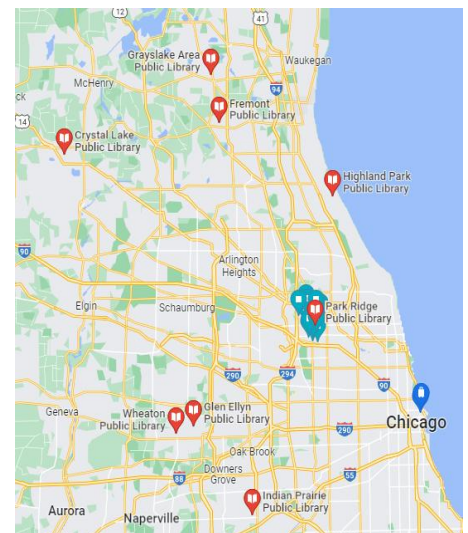 12
41
Grayslake Area
Public Library
Waukegan
McHenry
94
ck
Fremont
Public Library
14
Crystal Lake
Public Library
Highland Park
Public Library
90
Arlington
Heights
Elgin
Schaumburg
Park Ridge
Public Library
290
294
90
Geneva
Wheaton
Public Library
Glen Ellyn
Public Library
Chicago
290
Oak Brook
88
Downers
Grove
55
Indian Prairie
Public Library
Aurora
Naperville